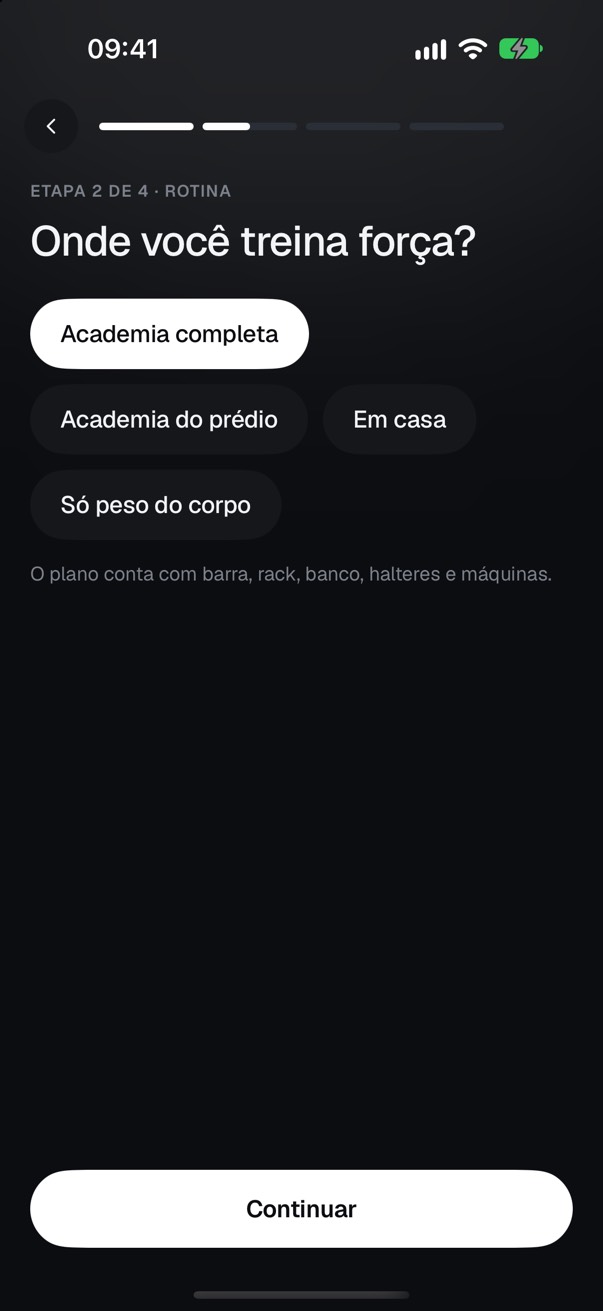 09:41
ETAPA 2 DE 4 · ROTINA
Onde você treina força?
Academia completa
Academia do prédio
Em casa
Só peso do corpo
O plano conta com barra, rack, banco, halteres e máquinas.
Continuar